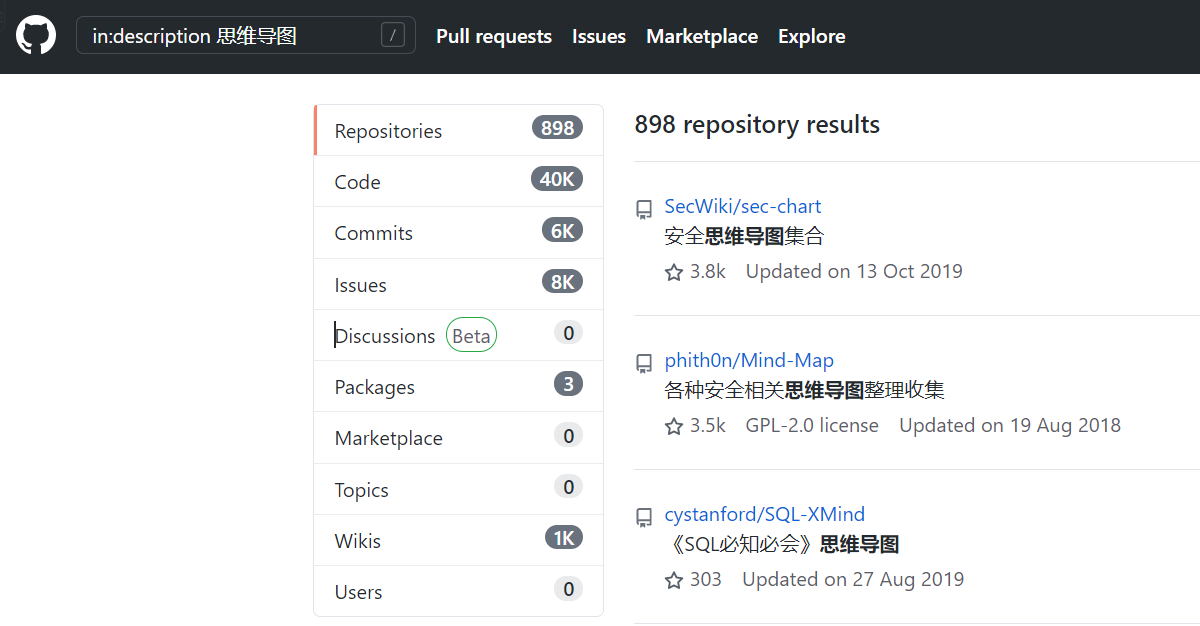 in:description 思维导图 /
Pull requests Issues Marketplace Explore
Repositories 898
Code 40K
Commits 6K
Issues 8K
Discussions Beta 0
Packages 3
Marketplace 0
Topics 0
Wikis 1K
Users 0
898 repository results
SecWiki/sec-chart
安全思维导图集合
3.8k Updated on 13 Oct 2019
phith0n/Mind-Map
各种安全相关思维导图整理收集
3.5k GPL-2.0 license Updated on 19 Aug 2018
cystanford/SQL-XMind
《SQL必知必会》思维导图
303 Updated on 27 Aug 2019